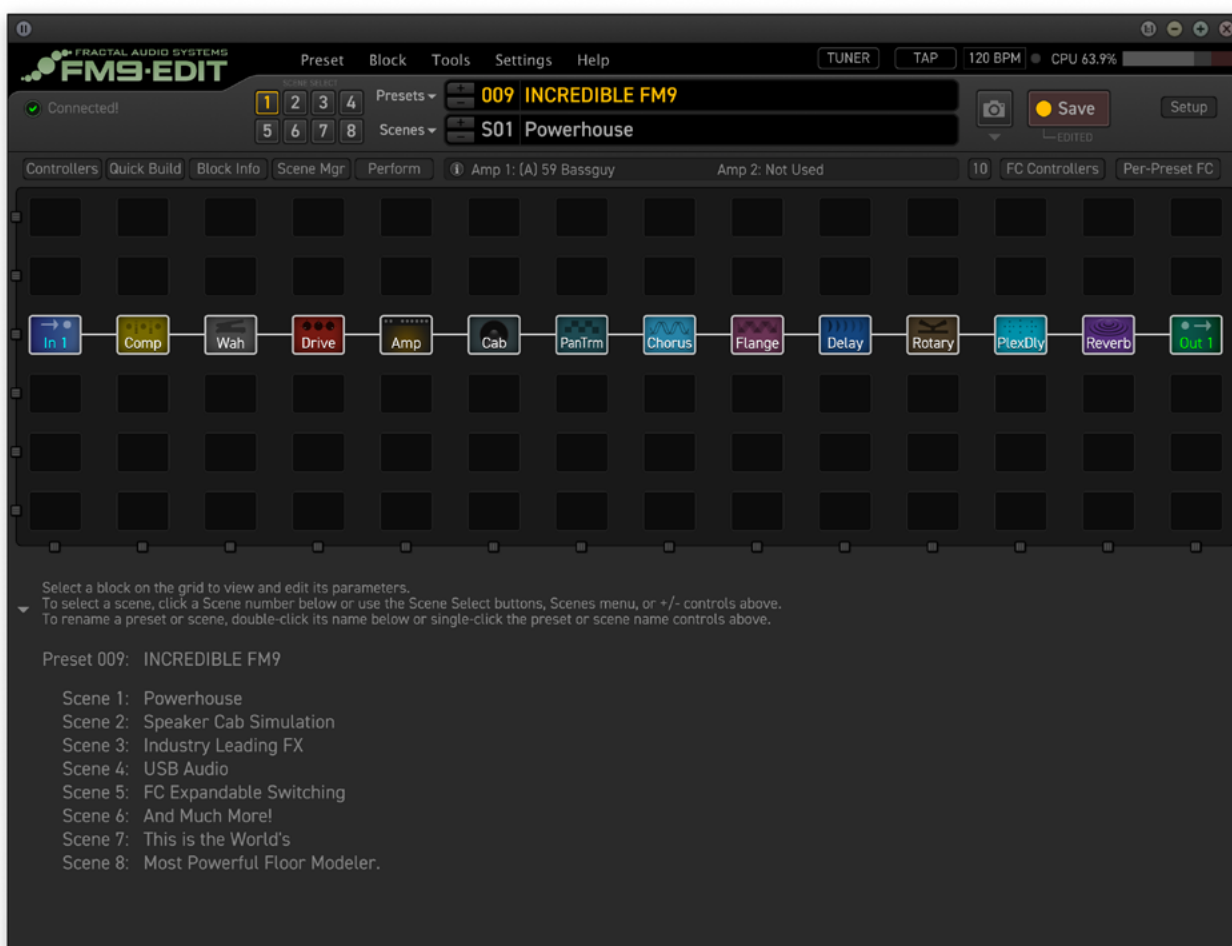 FRACTAL AUDIO SYSTEMS
FM9-EDIT
Preset Block Tools Settings Help
TUNER TAP 120 BPM CPU 63.9%
Connected!
SCENE SELECT
1 2 3 4
5 6 7 8
Presets + - 009 INCREDIBLE FM9
Scenes + - S01 Powerhouse
Save
EDITED
Setup
Controllers Quick Build Block Info Scene Mgr Perform
Amp 1: (A) 59 Bassguy Amp 2: Not Used
10 FC Controllers Per-Preset FC
In 1 Comp Wah Drive Amp Cab PanTrm Chorus Flange Delay Rotary PlexDly Reverb Out 1
Select a block on the grid to view and edit its parameters.
To select a scene, click a Scene number below or use the Scene Select buttons, Scenes menu, or +/- controls above.
To rename a preset or scene, double-click its name below or single-click the preset or scene name controls above.
Preset 009: INCREDIBLE FM9
Scene 1: Powerhouse
Scene 2: Speaker Cab Simulation
Scene 3: Industry Leading FX
Scene 4: USB Audio
Scene 5: FC Expandable Switching
Scene 6: And Much More!
Scene 7: This is the World's
Scene 8: Most Powerful Floor Modeler.